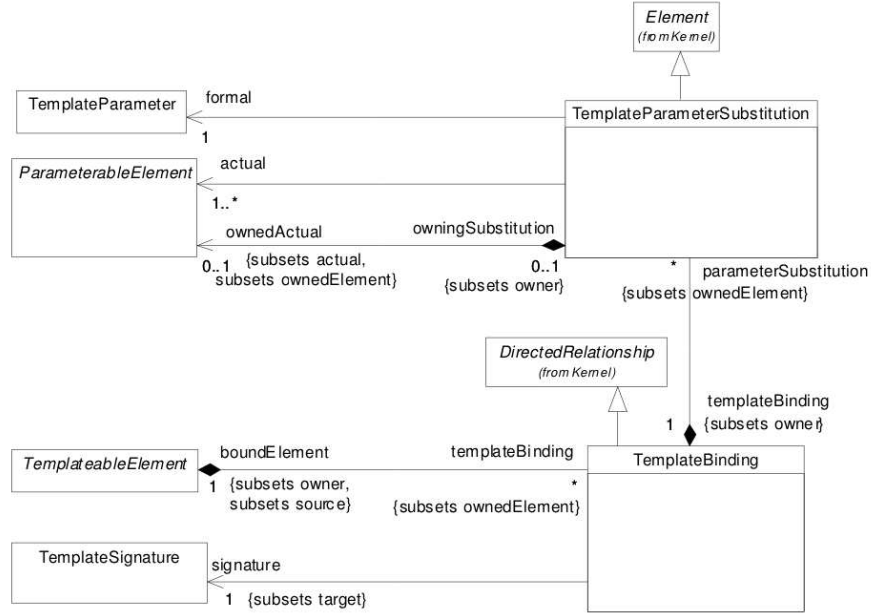 Element
(from Kernel)
TemplateParameter
formal
1
TemplateParameterSubstitution
ParameterableElement
actual
1..*
ownedActual
owningSubstitution
0..1
{subsets actual,
subsets ownedElement}
0..1
{subsets owner}
*
parameterSubstitution
{subsets ownedElement}
DirectedRelationship
(from Kernel)
templateBinding
1
{subsets owner}
TemplateableElement
boundElement
templateBinding
TemplateBinding
1
{subsets owner,
subsets source}
*
{subsets ownedElement}
TemplateSignature
signature
1
{subsets target}